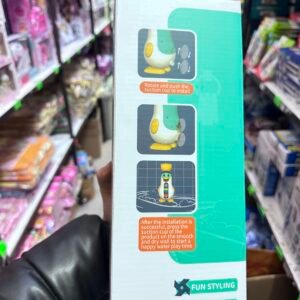 Rotate and push the
suction cup to install
After the installation is
successful, press the
suction cup of the
product on the smooth
and dry wall to start a
happy water play time
FUN STYLING